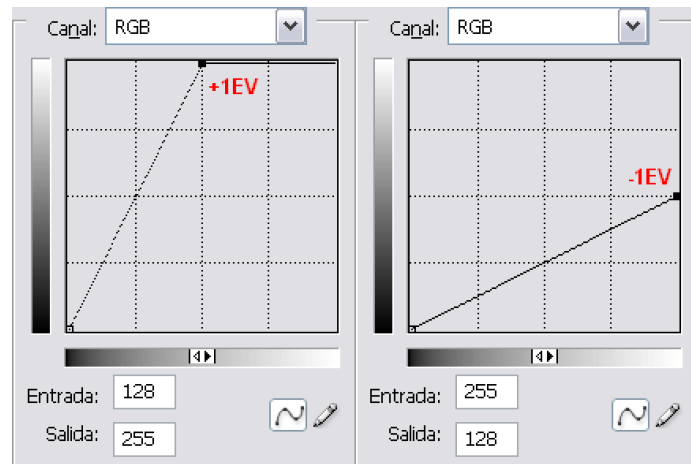 Canal: RGB
+1EV
Entrada: 128
Salida: 255
Canal: RGB
-1EV
Entrada: 255
Salida: 128